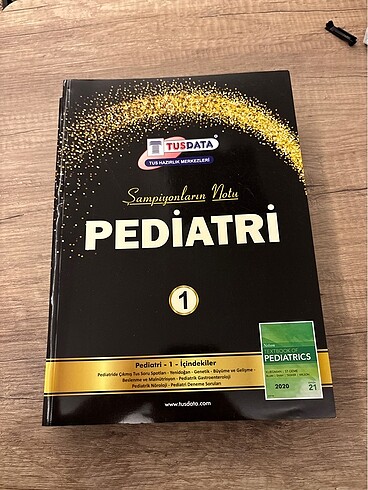 TUSDATA
TUS HAZIRLIK MERKEZLERİ
Şampiyonların Notu
PEDİATRİ
1
Pediatri - 1 - İçindekiler
Pediatride Çıkmış Tus Soru Spotları - Yenidoğan - Genetik - Büyüme ve Gelişme -
Beslenme ve Malnütrisyon - Pediatrik Gastroenteroloji
Pediatrik Nöroloji - Pediatri Deneme Soruları
www.tusdata.com
Nelson
TEXTBOOK OF
PEDIATRICS
2020
21